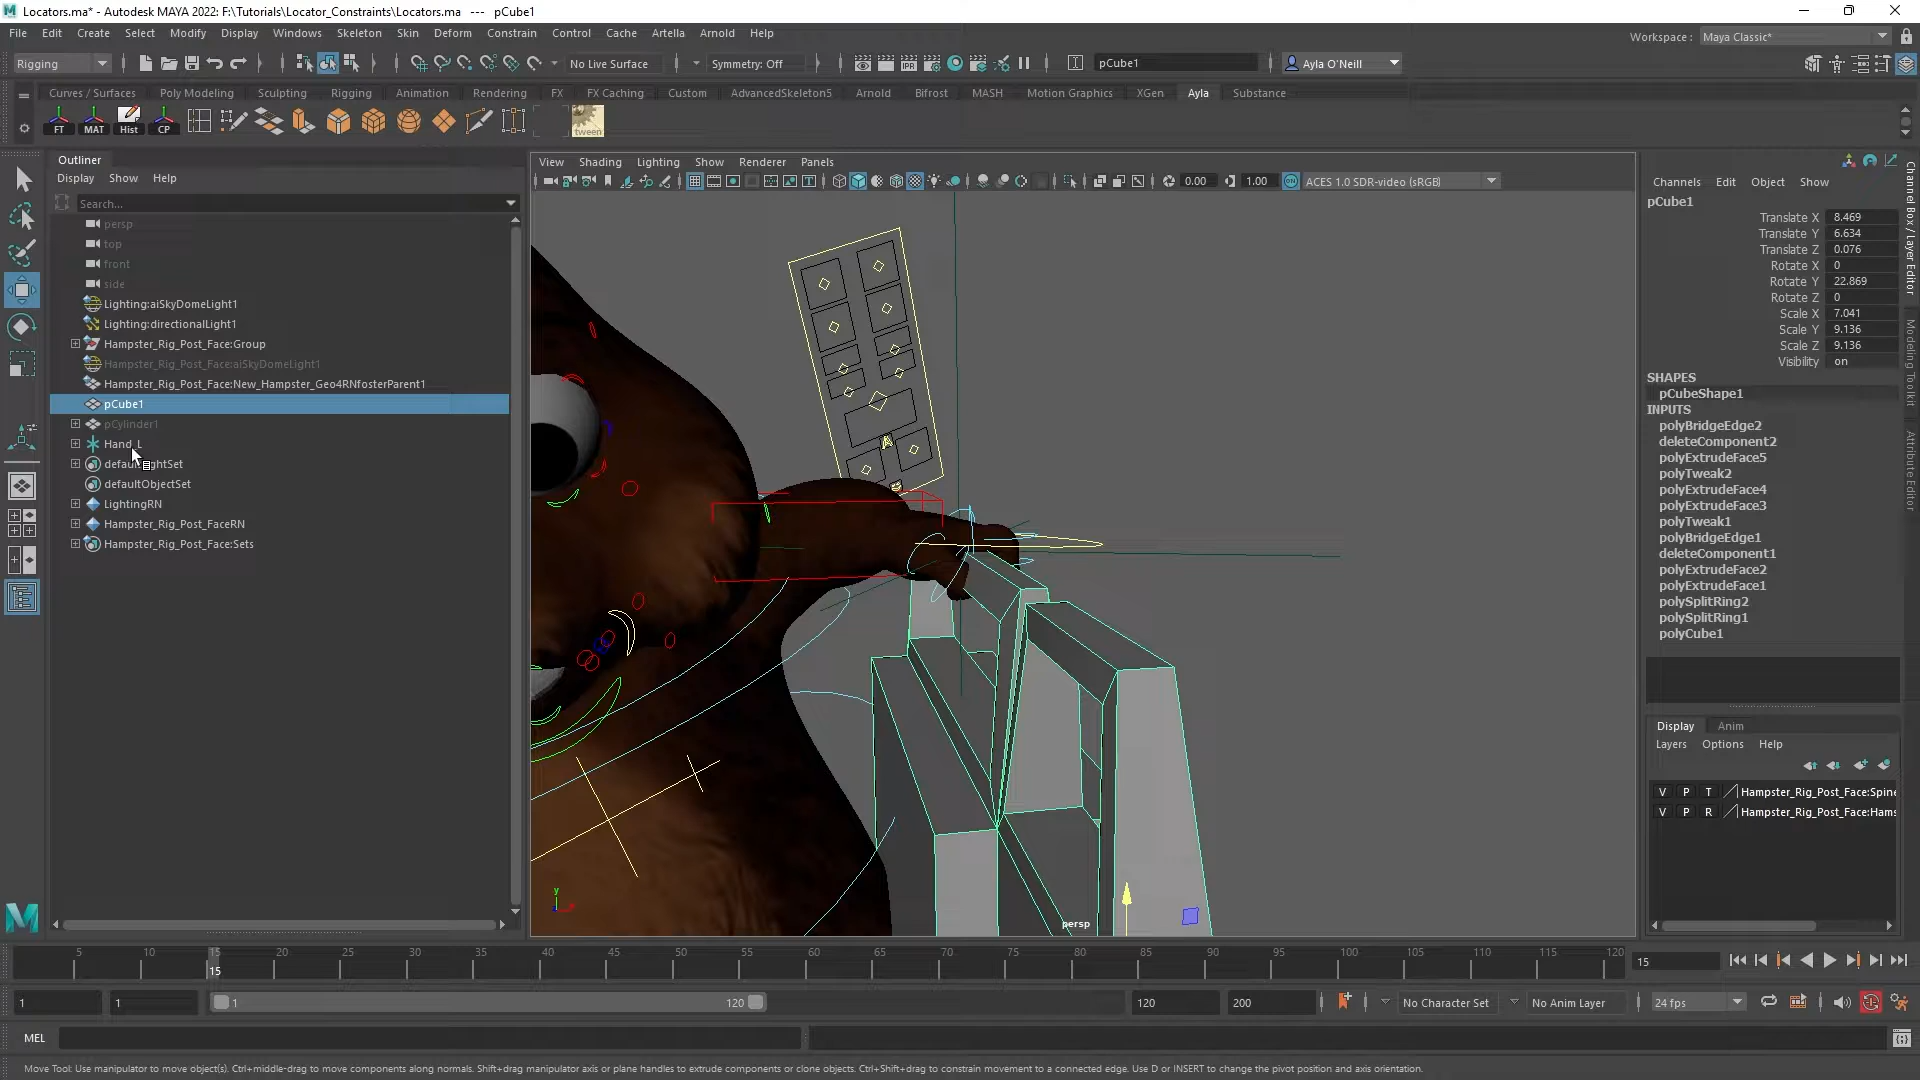 Locators.ma* - Autodesk MAYA 2022: F:\Tutorials\Locator_Constraints\Locators.ma --- pCube1
File Edit Create Select Modify Display Windows Skeleton Skin Deform Constrain Control Cache Artella Arnold Help
Workspace : Maya Classic*
Rigging No Live Surface Symmetry: Off IPR pCube1 Ayla O'Neill
Curves / Surfaces Poly Modeling Sculpting Rigging Animation Rendering FX FX Caching Custom AdvancedSkeleton5 Arnold Bifrost MASH Motion Graphics XGen Ayla Substance
FT MAT Hist CP tween
Outliner
Display Show Help
Search...
persp
top
front
side
Lighting:aiSkyDomeLight1
Lighting:directionalLight1
Hampster_Rig_Post_Face:Group
Hampster_Rig_Post_Face:aiSkyDomeLight1
Hampster_Rig_Post_Face:New_Hampster_Geo4RNfosterParent1
pCube1
pCylinder1
Hand_L
defaultLightSet
defaultObjectSet
LightingRN
Hampster_Rig_Post_FaceRN
Hampster_Rig_Post_Face:Sets
View Shading Lighting Show Renderer Panels
0.00 1.00 ON ACES 1.0 SDR-video (sRGB)
y
persp
Channels Edit Object Show
pCube1
Translate X 8.469
Translate Y 6.634
Translate Z 0.076
Rotate X 0
Rotate Y 22.869
Rotate Z 0
Scale X 7.041
Scale Y 9.136
Scale Z 9.136
Visibility on
SHAPES
pCubeShape1
INPUTS
polyBridgeEdge2
deleteComponent2
polyExtrudeFace5
polyTweak2
polyExtrudeFace4
polyExtrudeFace3
polyTweak1
polyBridgeEdge1
deleteComponent1
polyExtrudeFace2
polyExtrudeFace1
polySplitRing2
polySplitRing1
polyCube1
Display Anim
Layers Options Help
V P T Hampster_Rig_Post_Face:Spine
V P R Hampster_Rig_Post_Face:Hams
Channel Box / Layer Editor
Modeling Toolkit
Attribute Editor
5 10 15 20 25 30 35 40 45 50 55 60 65 70 75 80 85 90 95 100 105 110 115 120
15
15
1 1 1 120 120 200 No Character Set No Anim Layer 24 fps
MEL
Move Tool: Use manipulator to move object(s). Ctrl+middle-drag to move components along normals. Shift+drag manipulator axis or plane handles to extrude components or clone objects. Ctrl+Shift+drag to constrain movement to a connected edge. Use D or INSERT to change the pivot position and axis orientation.